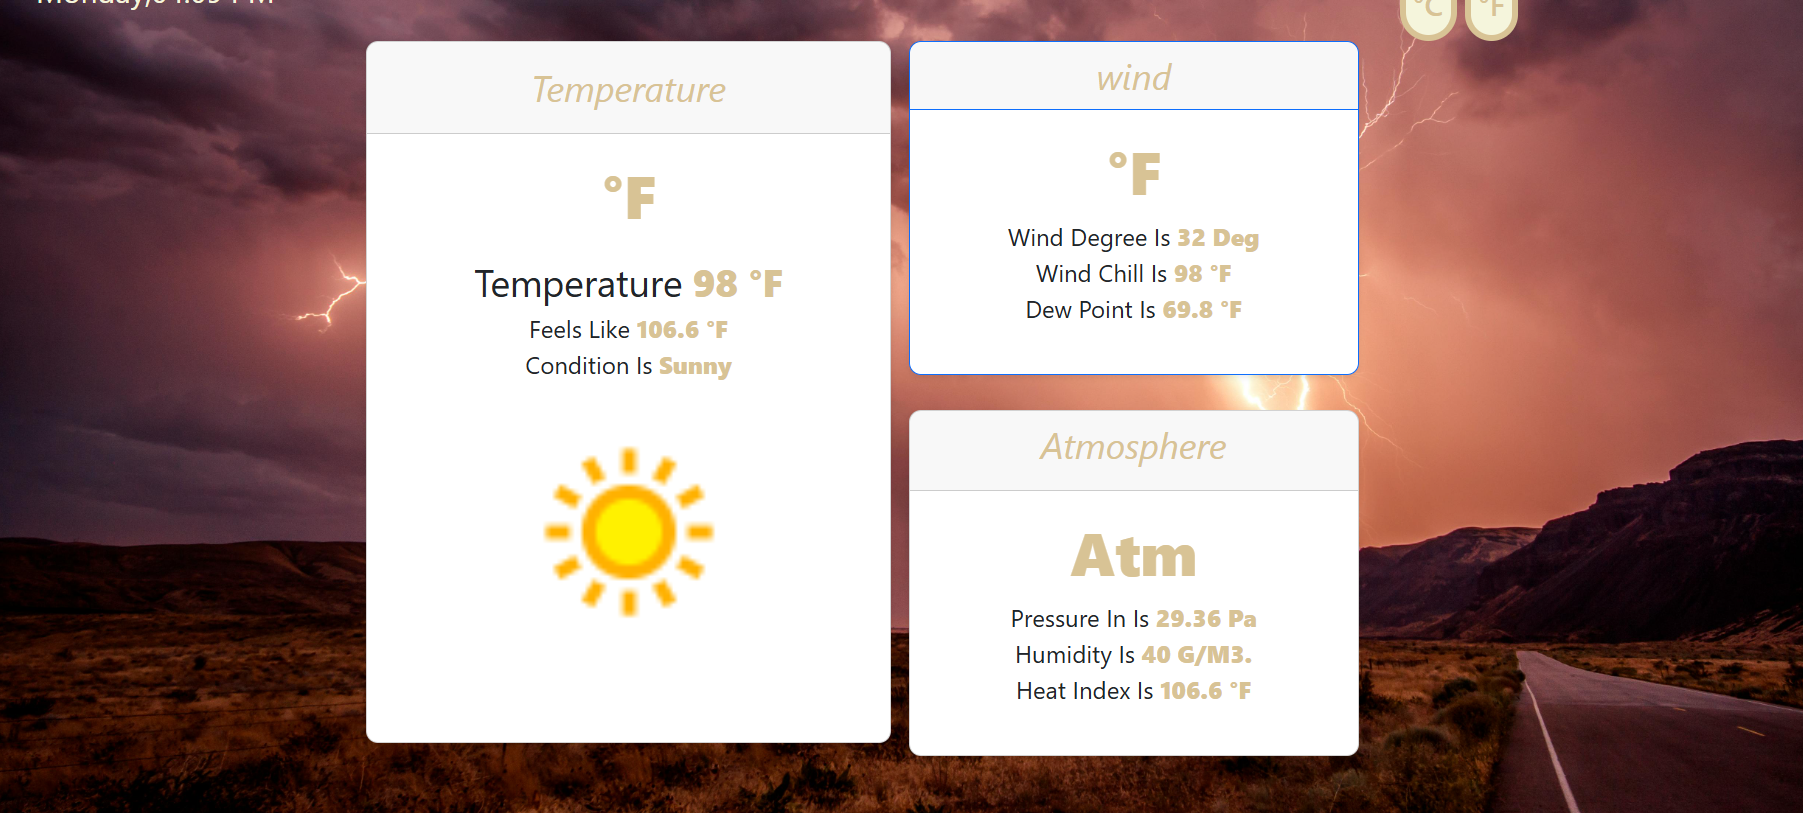 °C °F
Temperature
°F
Temperature 98 °F
Feels Like 106.6 °F
Condition Is Sunny
wind
°F
Wind Degree Is 32 Deg
Wind Chill Is 98 °F
Dew Point Is 69.8 °F
Atmosphere
Atm
Pressure In Is 29.36 Pa
Humidity Is 40 G/M3.
Heat Index Is 106.6 °F